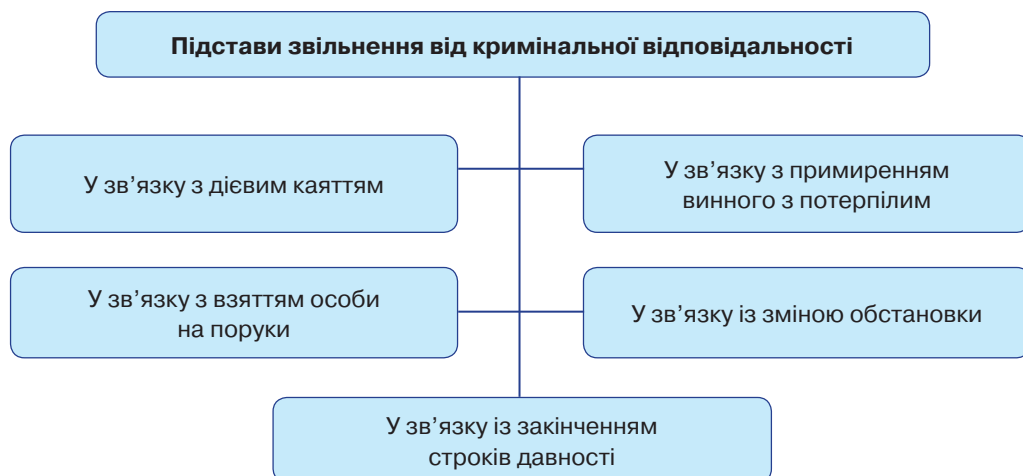 Підстави звільнення від кримінальної відповідальності
У зв’язку з дієвим каяттям
У зв’язку з примиренням
винного з потерпілим
У зв’язку з взяттям особи
на поруки
У зв’язку із зміною обстановки
У зв’язку із закінченням
строків давності